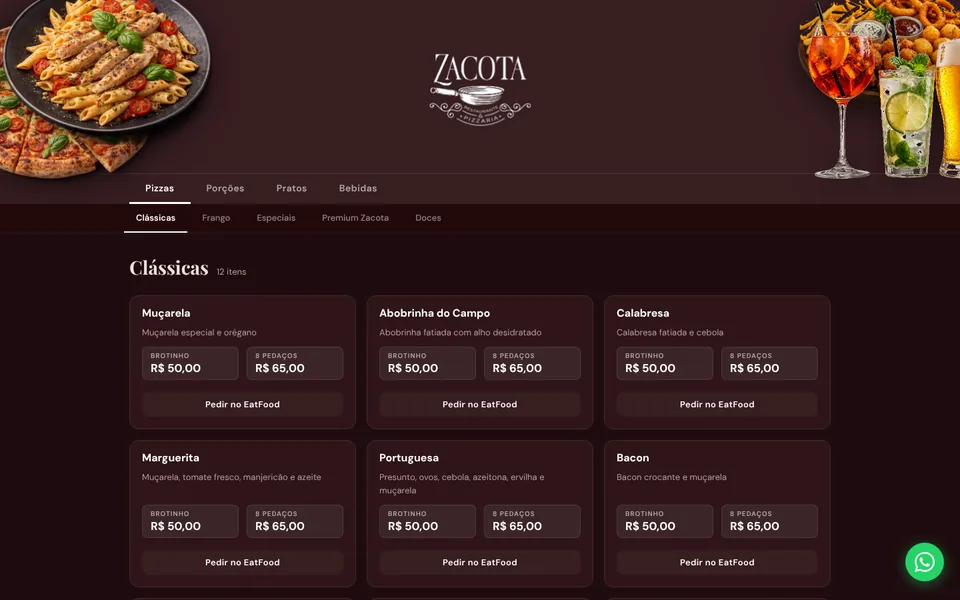 ZACOTA
RESTAURANTE
&
PIZZARIA
Pizzas Porções Pratos Bebidas
Clássicas Frango Especiais Premium Zacota Doces
Clássicas 12 itens
Muçarela
Muçarela especial e orégano
BROTINHO 8 PEDAÇOS
R$ 50,00 R$ 65,00
Pedir no EatFood
Abobrinha do Campo
Abobrinha fatiada com alho desidratado
BROTINHO 8 PEDAÇOS
R$ 50,00 R$ 65,00
Pedir no EatFood
Calabresa
Calabresa fatiada e cebola
BROTINHO 8 PEDAÇOS
R$ 50,00 R$ 65,00
Pedir no EatFood
Marguerita
Muçarela, tomate fresco, manjericão e azeite
BROTINHO 8 PEDAÇOS
R$ 50,00 R$ 65,00
Pedir no EatFood
Portuguesa
Presunto, ovos, cebola, azeitona, ervilha e
muçarela
BROTINHO 8 PEDAÇOS
R$ 50,00 R$ 65,00
Pedir no EatFood
Bacon
Bacon crocante e muçarela
BROTINHO 8 PEDAÇOS
R$ 50,00 R$ 65,00
Pedir no EatFood